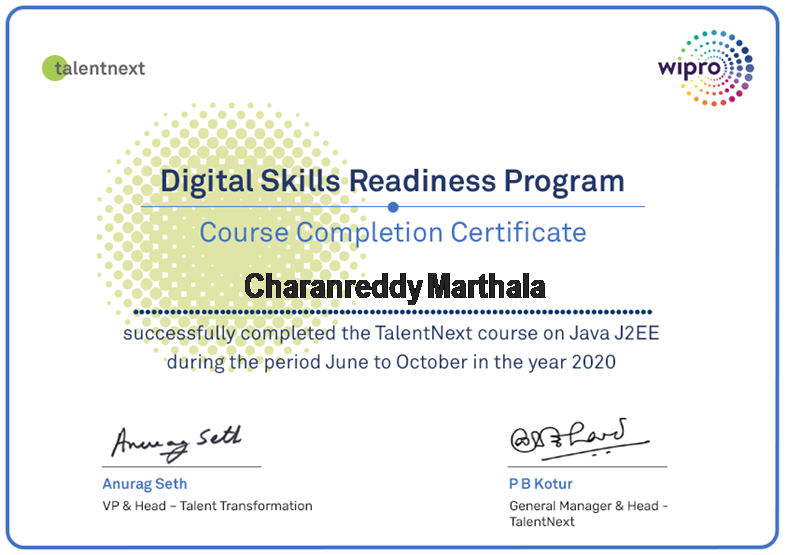 talentnext
wipro
Digital Skills Readiness Program
Course Completion Certificate
Charanreddy Marthala
successfully completed the TalentNext course on Java J2EE
during the period June to October in the year 2020
Anurag Seth
Anurag Seth
VP & Head – Talent Transformation
P B Kotur
General Manager & Head -
TalentNext